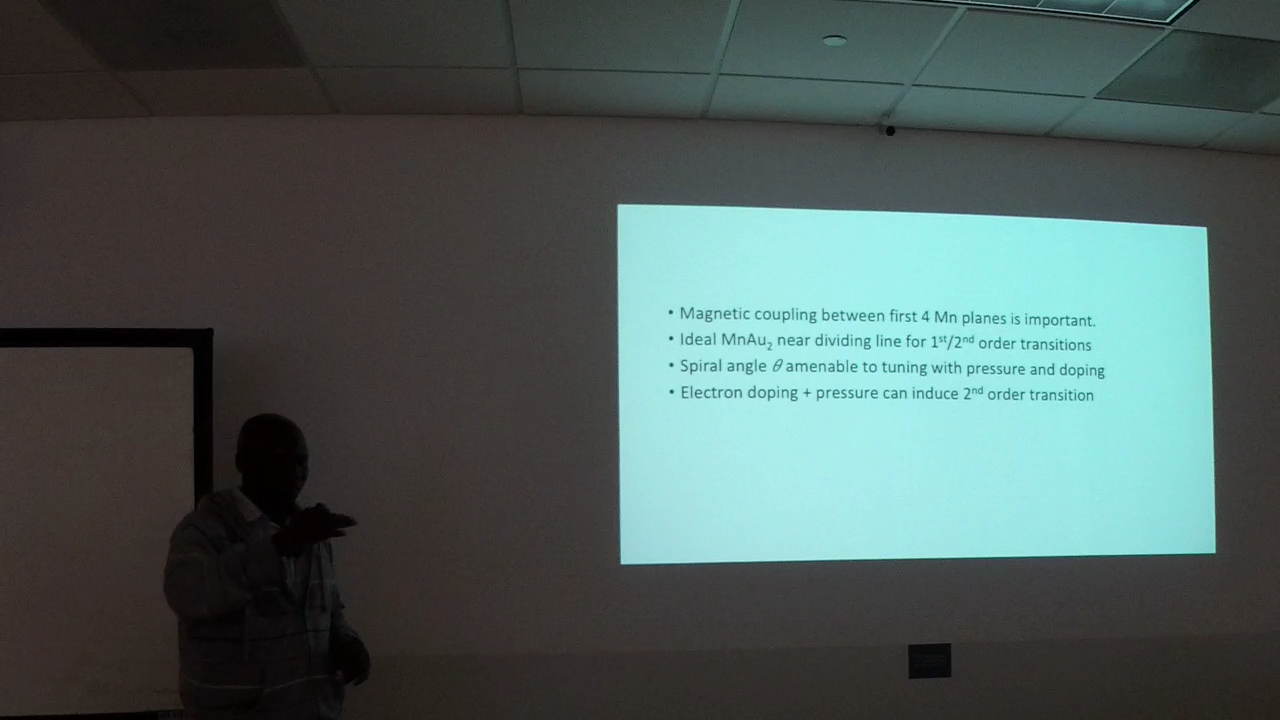 • Magnetic coupling between first 4 Mn planes is important.
• Ideal MnAu₂ near dividing line for 1ˢᵗ/2ⁿᵈ order transitions
• Spiral angle θ amenable to tuning with pressure and doping
• Electron doping + pressure can induce 2ⁿᵈ order transition